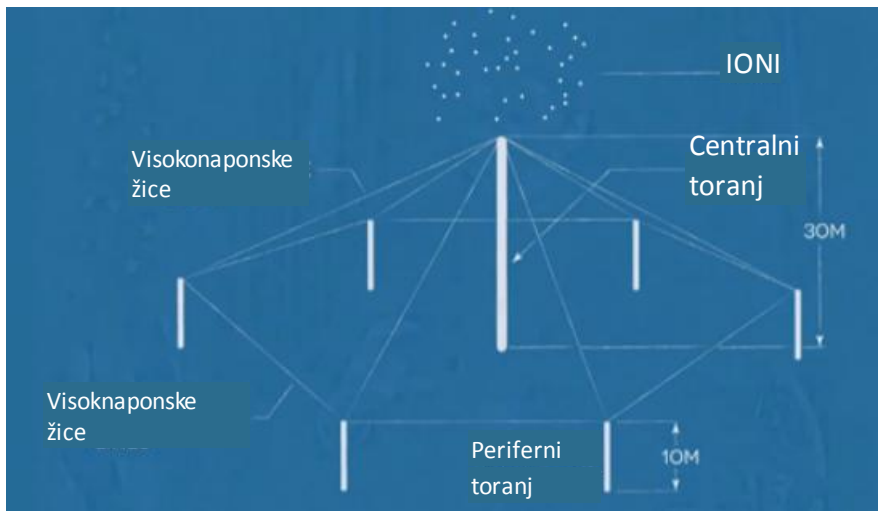 IONI
Visokonaponske
žice
Centralni
toranj
30M
Visoknaponske
žice
Periferni
toranj
10M